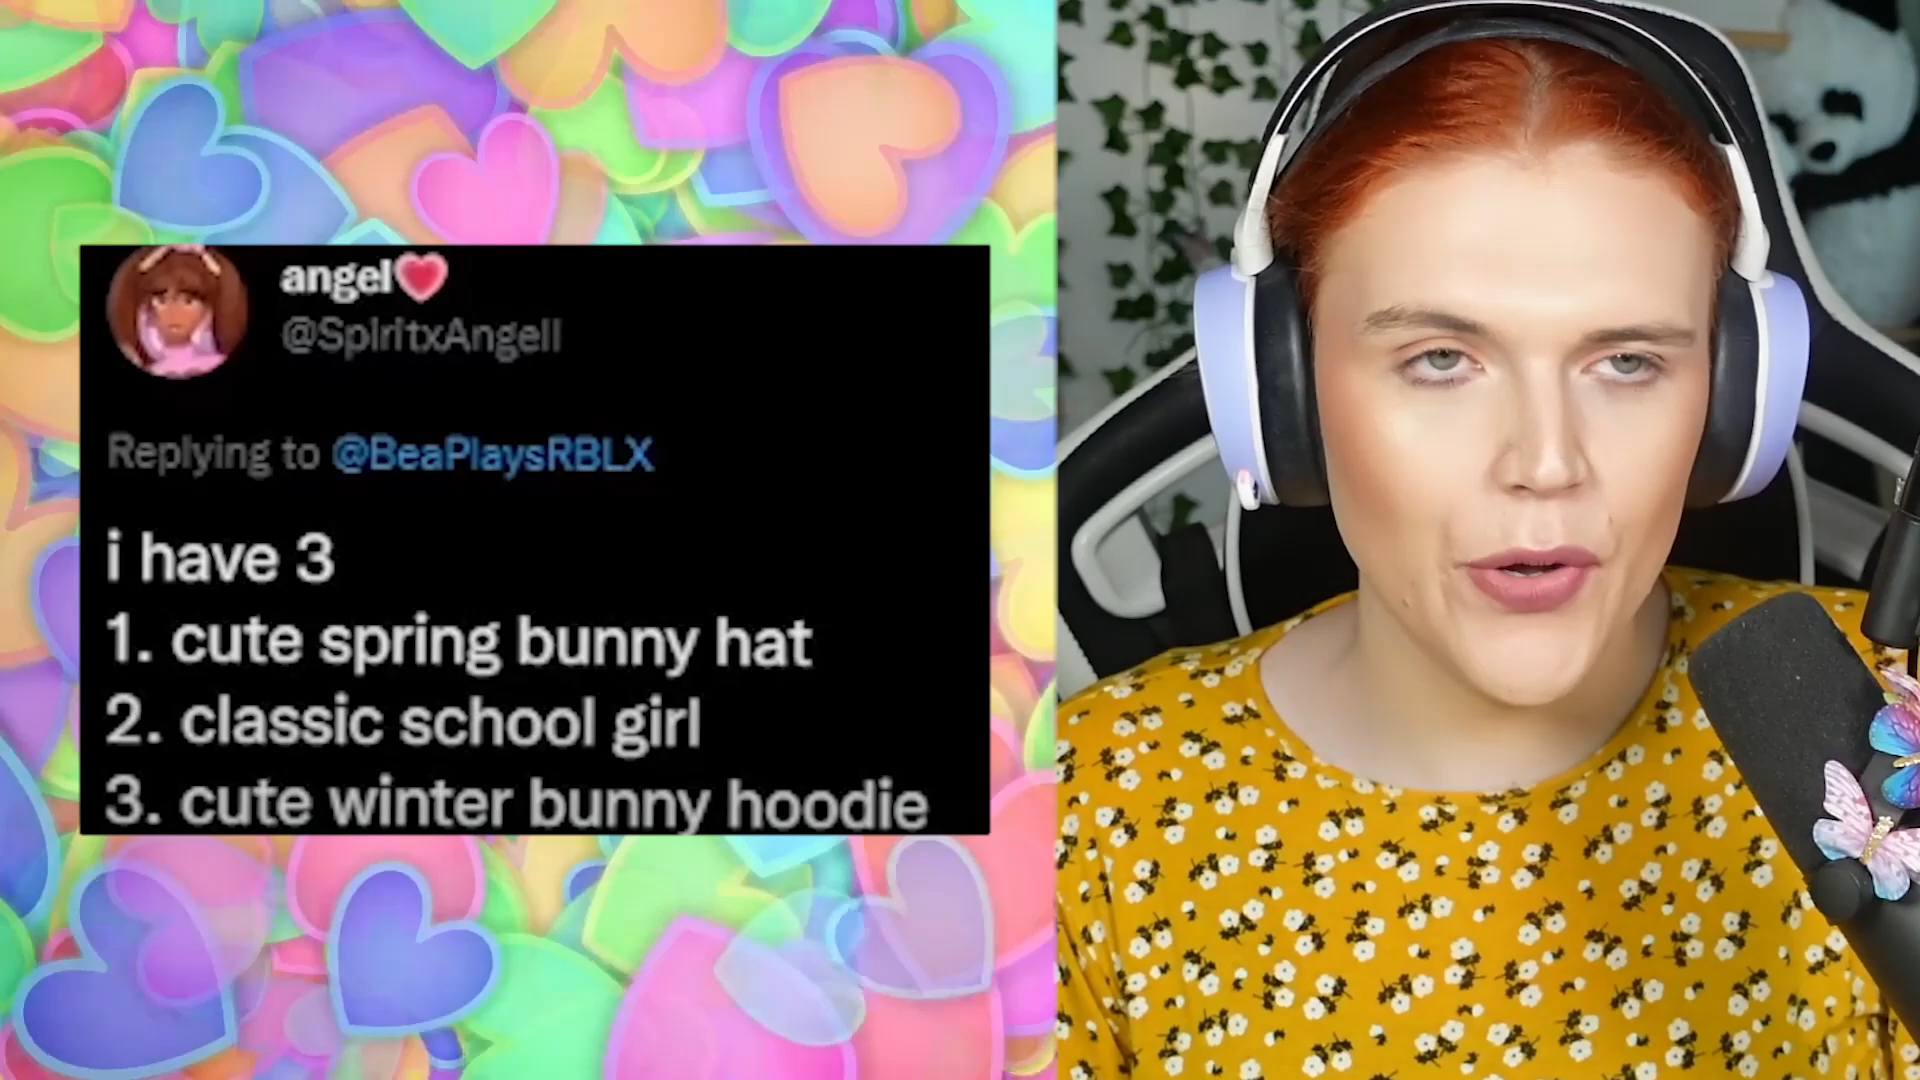 angel❤
@SpiritxAngell
Replying to @BeaPlaysRBLX
i have 3
1. cute spring bunny hat
2. classic school girl
3. cute winter bunny hoodie